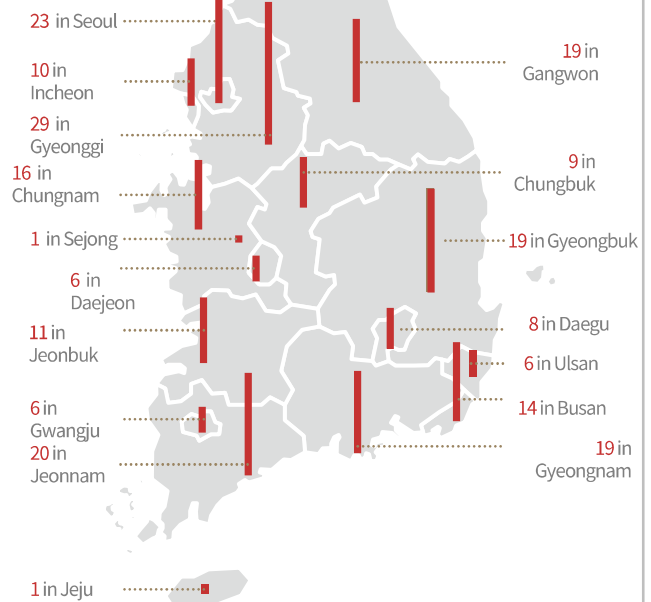 23 in Seoul
10 in
Incheon
29 in
Gyeonggi
16 in
Chungnam
1 in Sejong
6 in
Daejeon
11 in
Jeonbuk
6 in
Gwangju
20 in
Jeonnam
1 in Jeju
19 in
Gangwon
9 in
Chungbuk
19 in Gyeongbuk
8 in Daegu
6 in Ulsan
14 in Busan
19 in
Gyeongnam